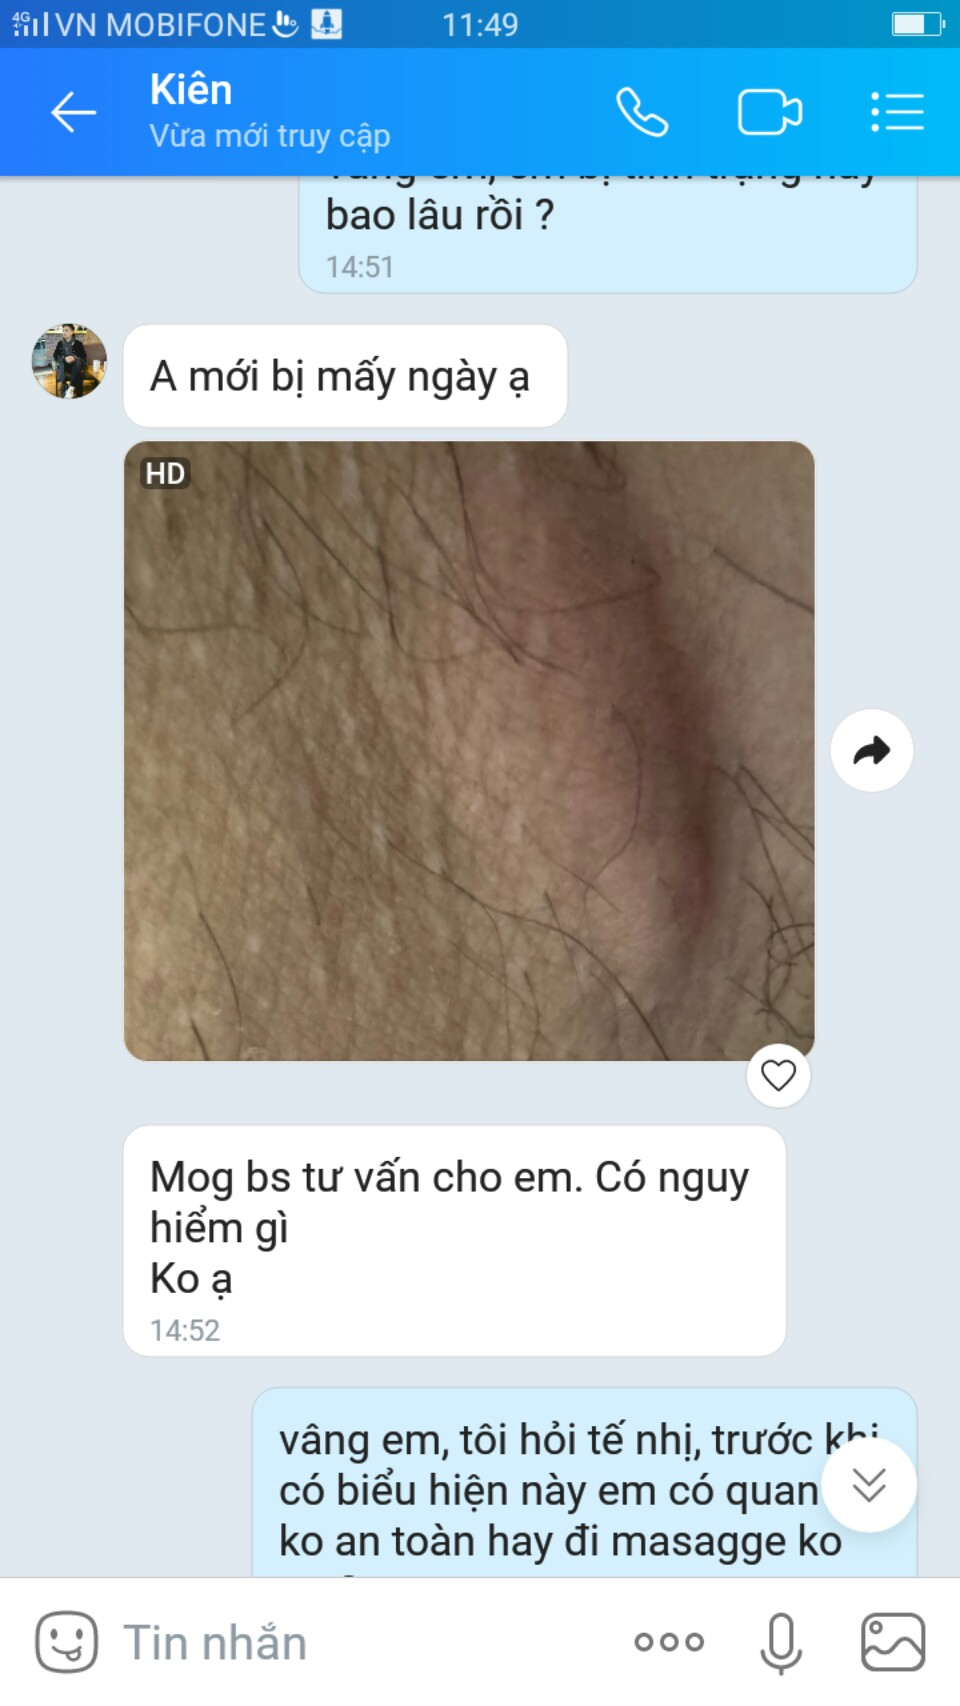 4G VN MOBIFONE 11:49
Kiên
Vừa mới truy cập
bao lâu rồi ?
14:51
A mới bị mấy ngày ạ
HD
Mog bs tư vấn cho em. Có nguy
hiểm gì
Ko ạ
14:52
vâng em, tôi hỏi tế nhị, trước khi
có biểu hiện này em có quan
ko an toàn hay đi masagge ko
Tin nhắn